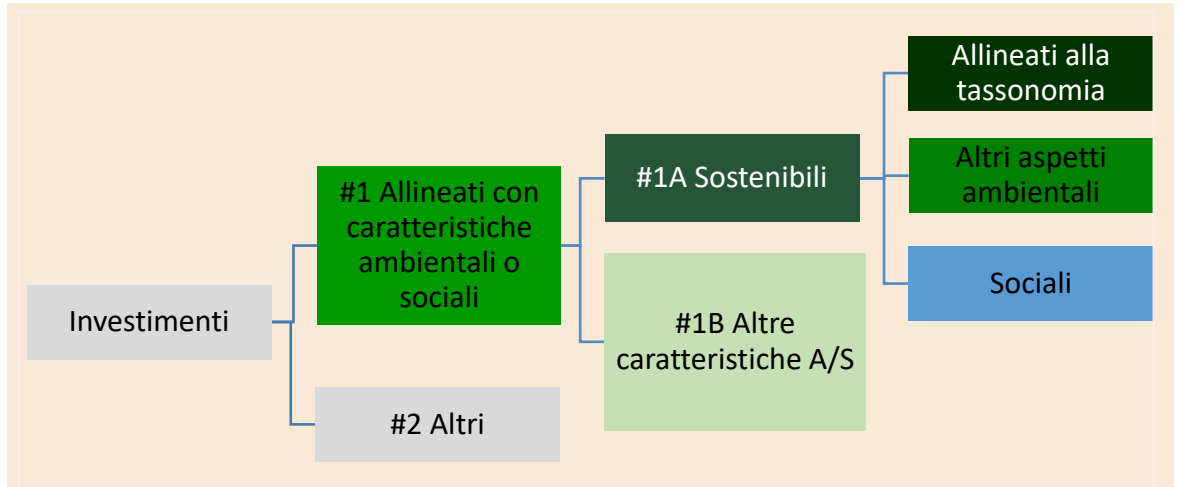 Investimenti
#1 Allineati con
caratteristiche
ambientali o
sociali
#2 Altri
#1A Sostenibili
#1B Altre
caratteristiche A/S
Allineati alla
tassonomia
Altri aspetti
ambientali
Sociali